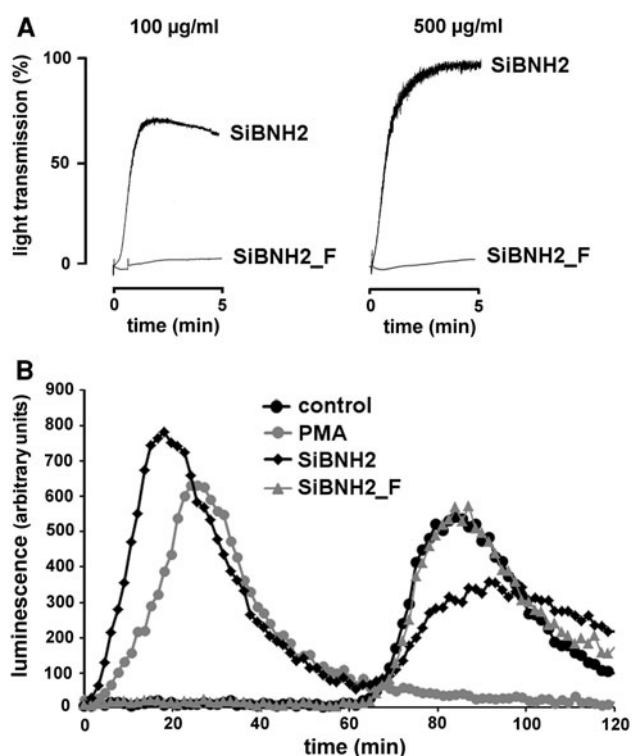 A
100 µg/ml
500 µg/ml
light transmission (%)
100
50
0
SiBNH2
SiBNH2_F
0
5
time (min)
SiBNH2
SiBNH2_F
0
5
time (min)
B
luminescence (arbitrary units)
900
800
700
600
500
400
300
200
100
0
control
PMA
SiBNH2
SiBNH2_F
0 20 40 60 80 100 120
time (min)